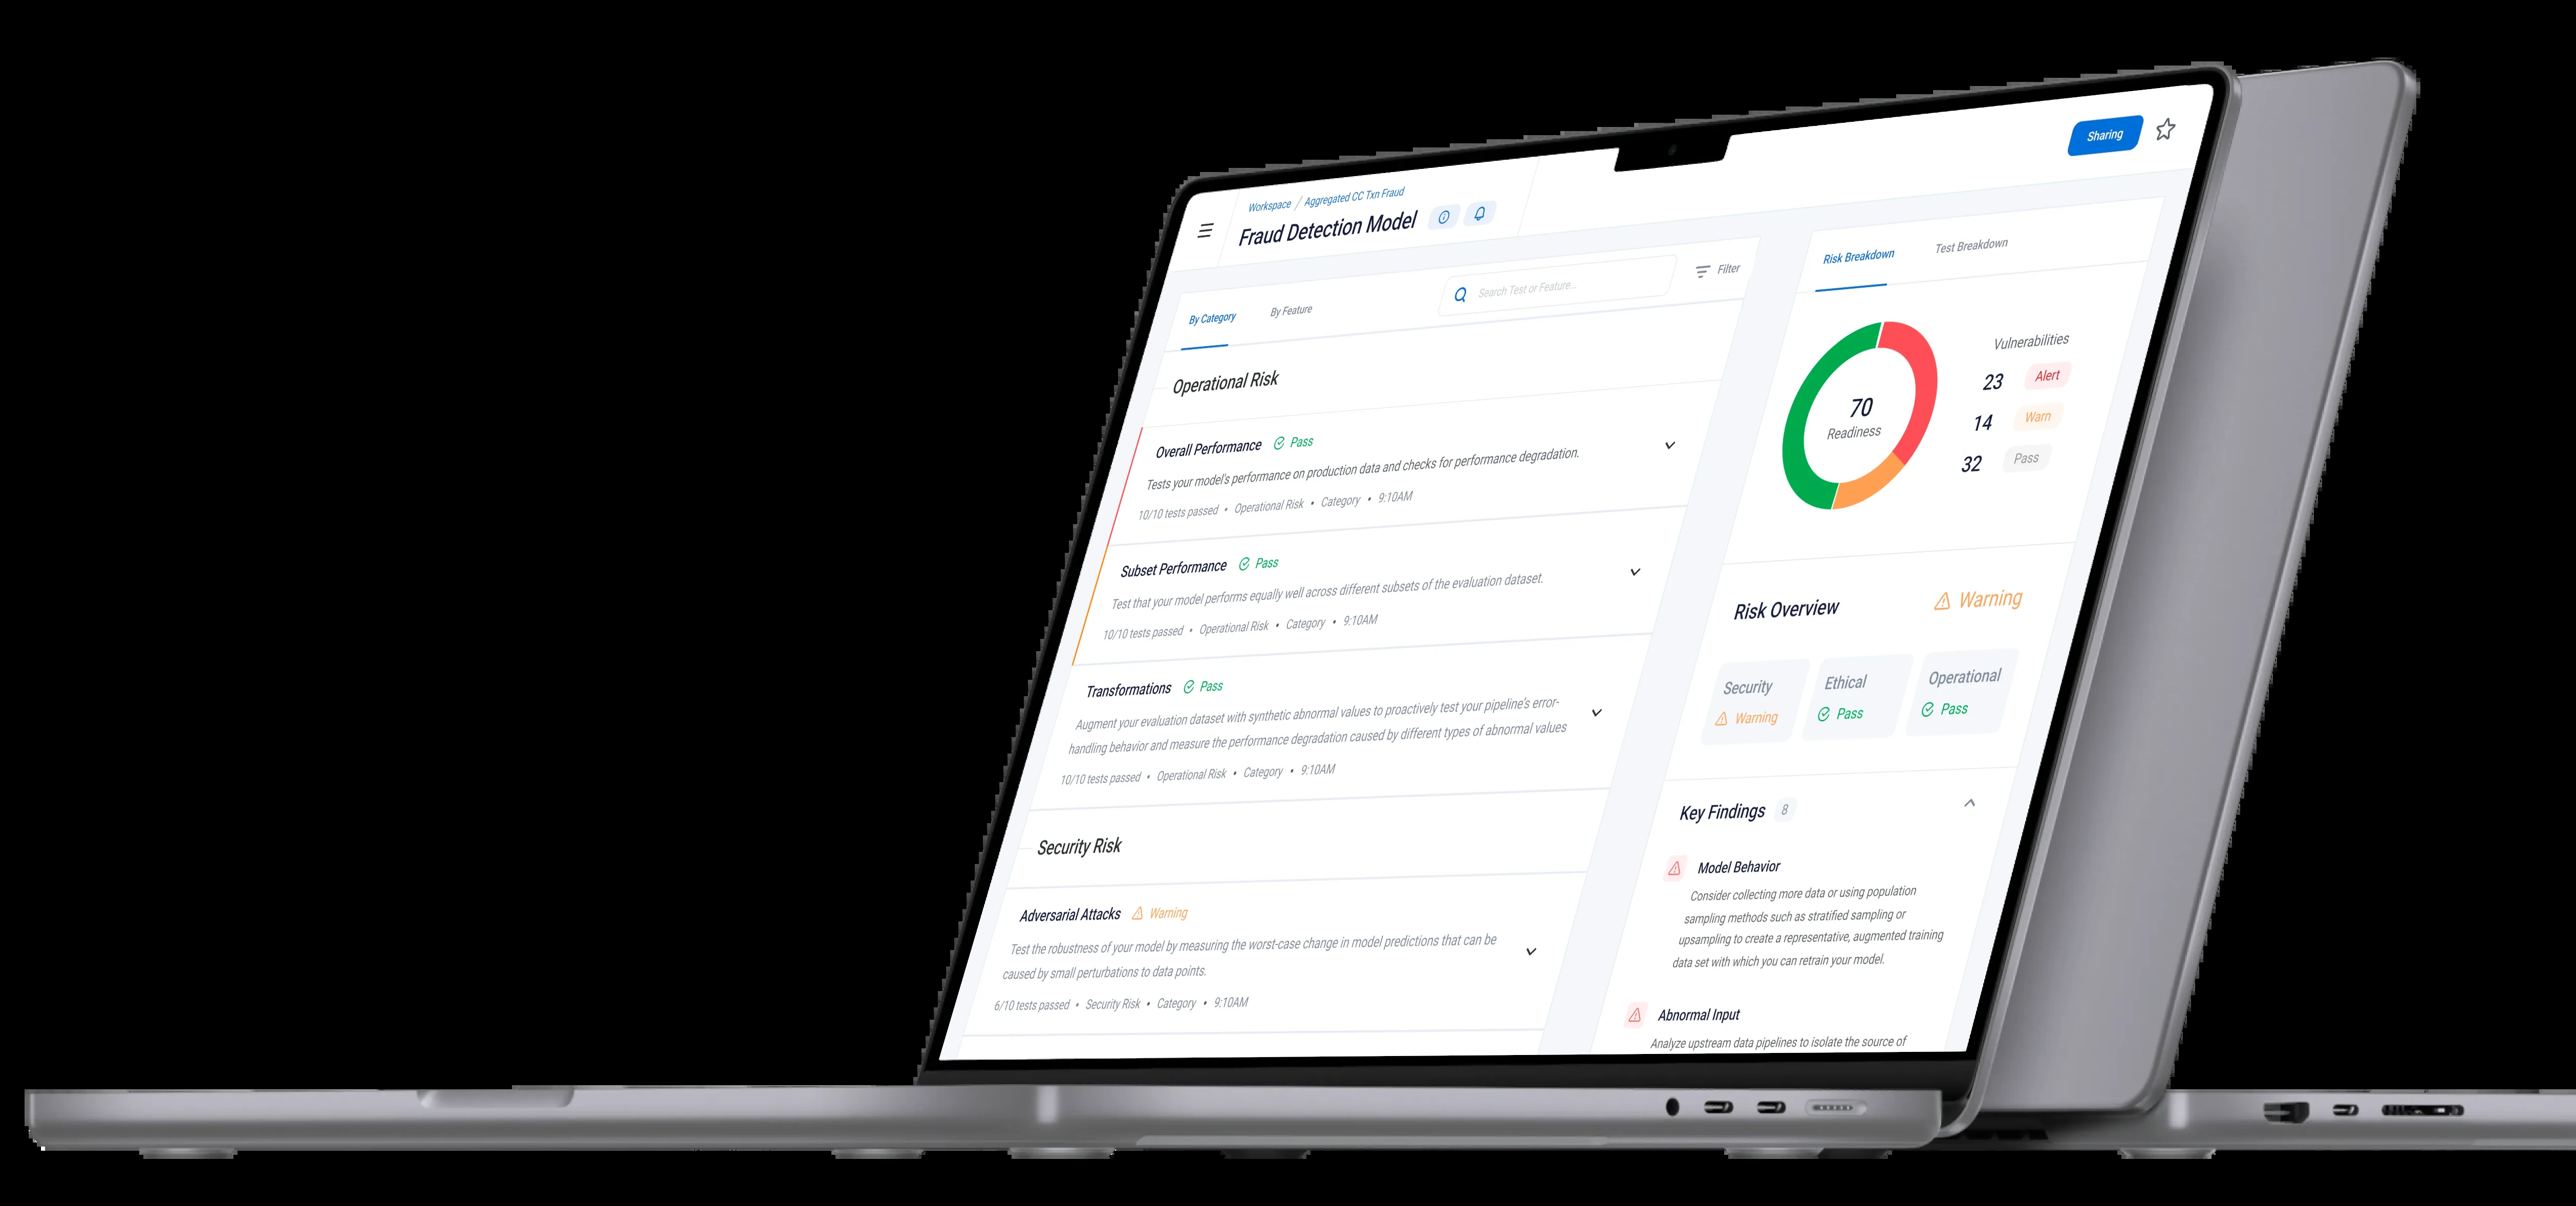 Workspace / Aggregated CC Txn Fraud
Fraud Detection Model
Sharing
By Category
By Feature
Search Test or Feature...
Filter
Operational Risk
Overall Performance Pass
Tests your model's performance on production data and checks for performance degradation.
10/10 tests passed • Operational Risk • Category • 9:10AM
Subset Performance Pass
Test that your model performs equally well across different subsets of the evaluation dataset.
10/10 tests passed • Operational Risk • Category • 9:10AM
Transformations Pass
Augment your evaluation dataset with synthetic abnormal values to proactively test your pipeline's error-
handling behavior and measure the performance degradation caused by different types of abnormal values
10/10 tests passed • Operational Risk • Category • 9:10AM
Security Risk
Adversarial Attacks Warning
Test the robustness of your model by measuring the worst-case change in model predictions that can be
caused by small perturbations to data points.
6/10 tests passed • Security Risk • Category • 9:10AM
Risk Breakdown
Test Breakdown
70
Readiness
Vulnerabilities
23 Alert
14 Warn
32 Pass
Risk Overview
Warning
Security
Warning
Ethical
Pass
Operational
Pass
Key Findings 8
Model Behavior
Consider collecting more data or using population
sampling methods such as stratified sampling or
upsampling to create a representative, augmented training
data set with which you can retrain your model.
Abnormal Input
Analyze upstream data pipelines to isolate the source of